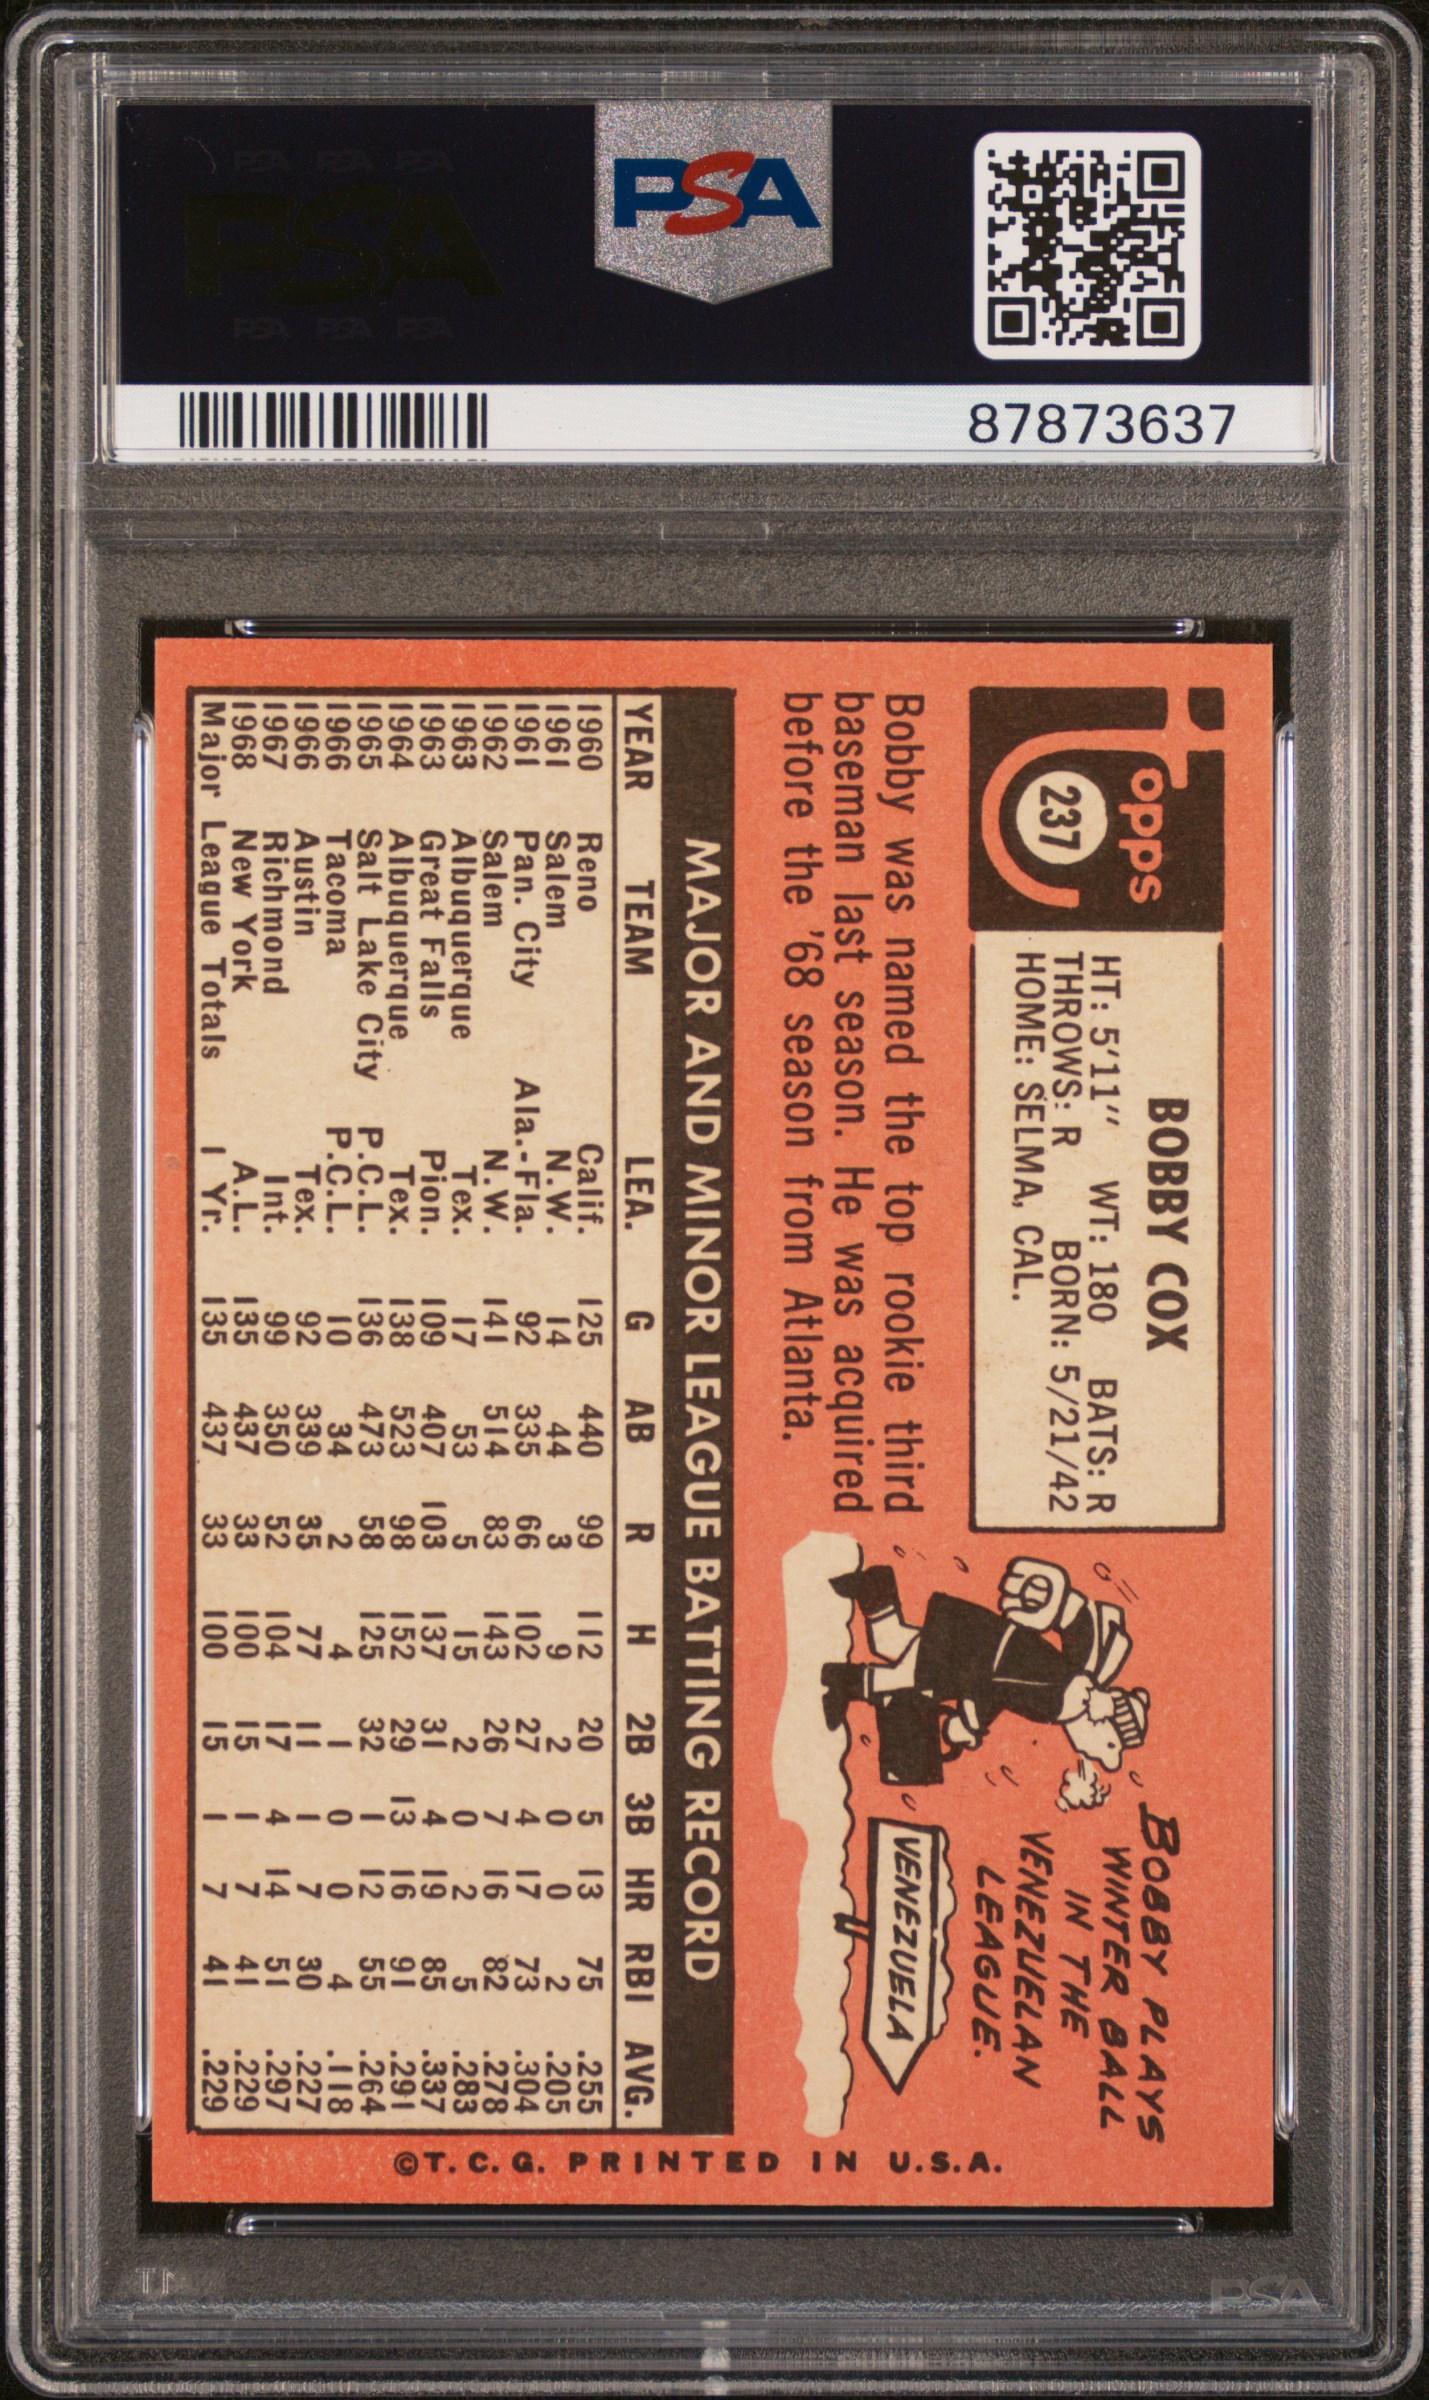 PSA
87873637
Topps
237
BOBBY COX
HT: 5'11" WT: 180 BATS: R
THROWS: R BORN: 5/21/42
HOME: SELMA, CAL.
Bobby was named the top rookie third
baseman last season. He was acquired
before the '68 season from Atlanta.
BOBBY PLAYS
WINTER BALL
IN THE
VENEZUELAN
LEAGUE.
VENEZUELA
MAJOR AND MINOR LEAGUE BATTING RECORD
YEAR TEAM LEA. G AB R H 2B 3B HR RBI AVG.
1960 Reno Calif. 125 440 99 112 20 5 13 75 .255
1961 Salem N.W. 14 44 3 9 2 0 0 2 .205
1961 Pan. City Ala.-Fla. 92 335 66 102 27 4 17 73 .304
1962 Salem N.W. 141 514 83 143 26 7 16 82 .278
1963 Albuquerque Tex. 17 53 5 15 2 0 2 5 .283
1963 Great Falls Pion. 109 407 103 137 31 4 19 85 .337
1964 Albuquerque Tex. 138 523 98 152 29 13 16 91 .291
1965 Salt Lake City P.C.L. 136 473 58 125 32 1 12 55 .264
1966 Tacoma P.C.L. 10 34 2 4 1 0 0 4 .118
1966 Austin Tex. 92 339 35 77 11 1 7 30 .227
1967 Richmond Int. 99 350 52 104 17 4 14 51 .297
1968 New York A.L. 135 437 33 100 15 1 7 41 .229
Major League Totals 1 Yr. 135 437 33 100 15 1 7 41 .229
©T.C.G. PRINTED IN U.S.A.
PSA PSA PSA
PSA
PSA PSA PSA
PSA